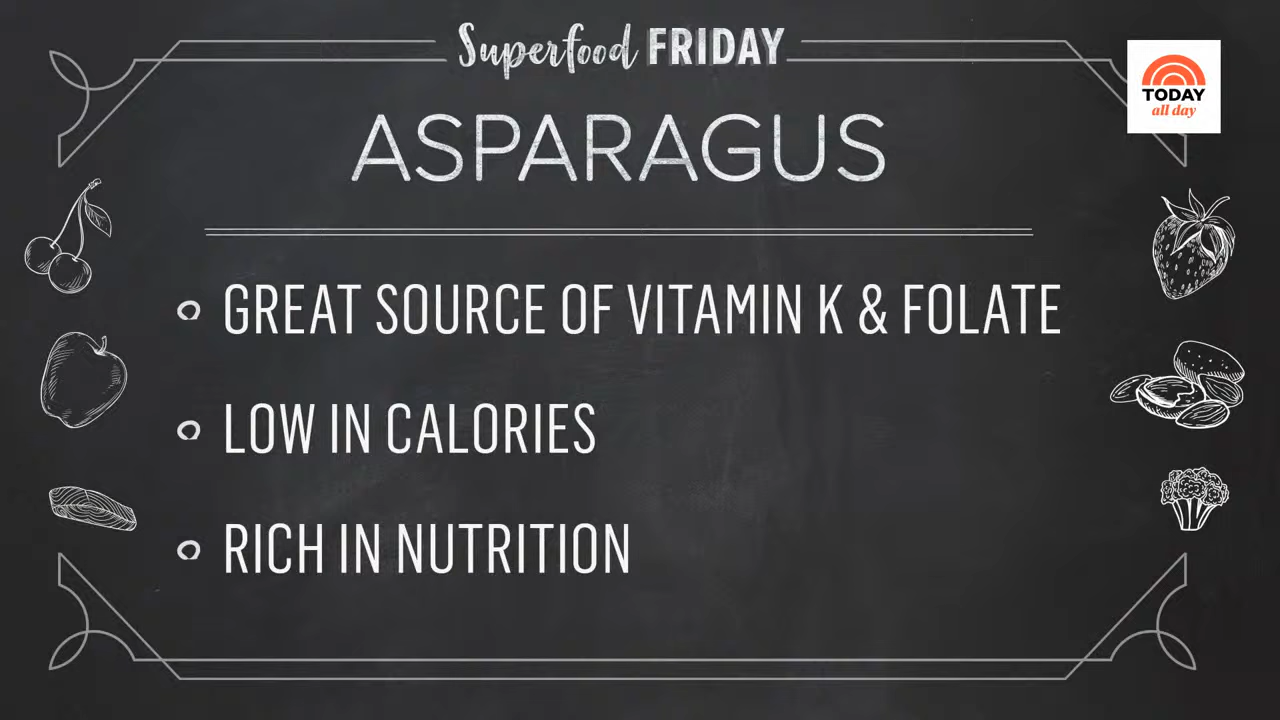 Superfood FRIDAY
TODAY
all day
ASPARAGUS
GREAT SOURCE OF VITAMIN K & FOLATE
LOW IN CALORIES
RICH IN NUTRITION